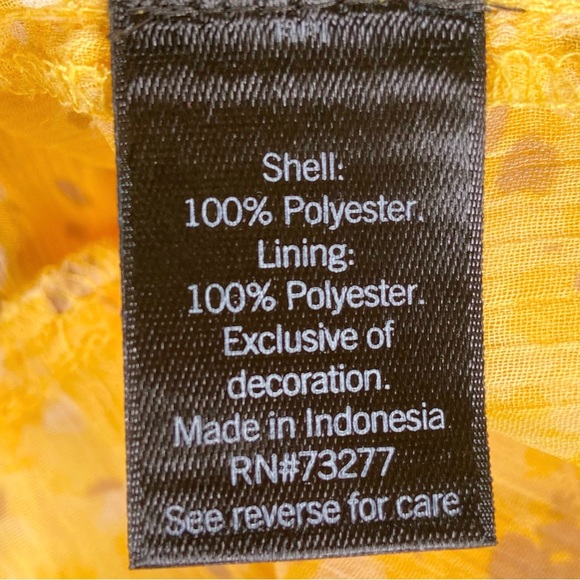 Shell:
100% Polyester.
Lining:
100% Polyester.
Exclusive of
decoration.
Made in Indonesia
RN#73277
See reverse for care